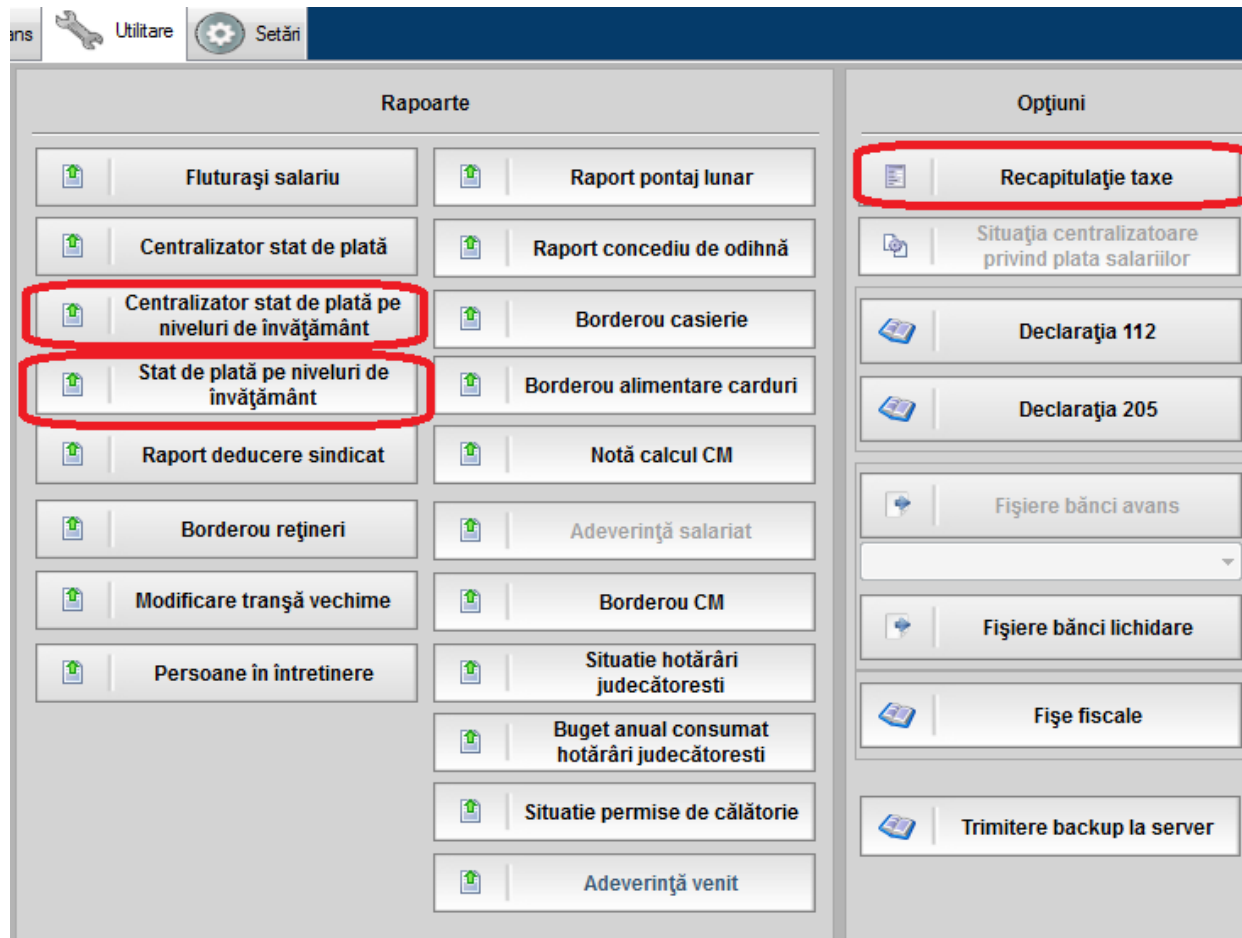 ans
Utilitare
Setări
Rapoarte
Fluturaşi salariu
Centralizator stat de plată
Centralizator stat de plată pe
niveluri de învăţământ
Stat de plată pe niveluri de
învăţământ
Raport deducere sindicat
Borderou reţineri
Modificare tranşă vechime
Persoane în întretinere
Raport pontaj lunar
Raport concediu de odihnă
Borderou casierie
Borderou alimentare carduri
Notă calcul CM
Adeverinţă salariat
Borderou CM
Situatie hotărâri
judecătoresti
Buget anual consumat
hotărâri judecătoresti
Situatie permise de călătorie
Adeverinţă venit
Opţiuni
Recapitulaţie taxe
Situaţia centralizatoare
privind plata salariilor
Declaraţia 112
Declaraţia 205
Fişiere bănci avans
Fişiere bănci lichidare
Fişe fiscale
Trimitere backup la server